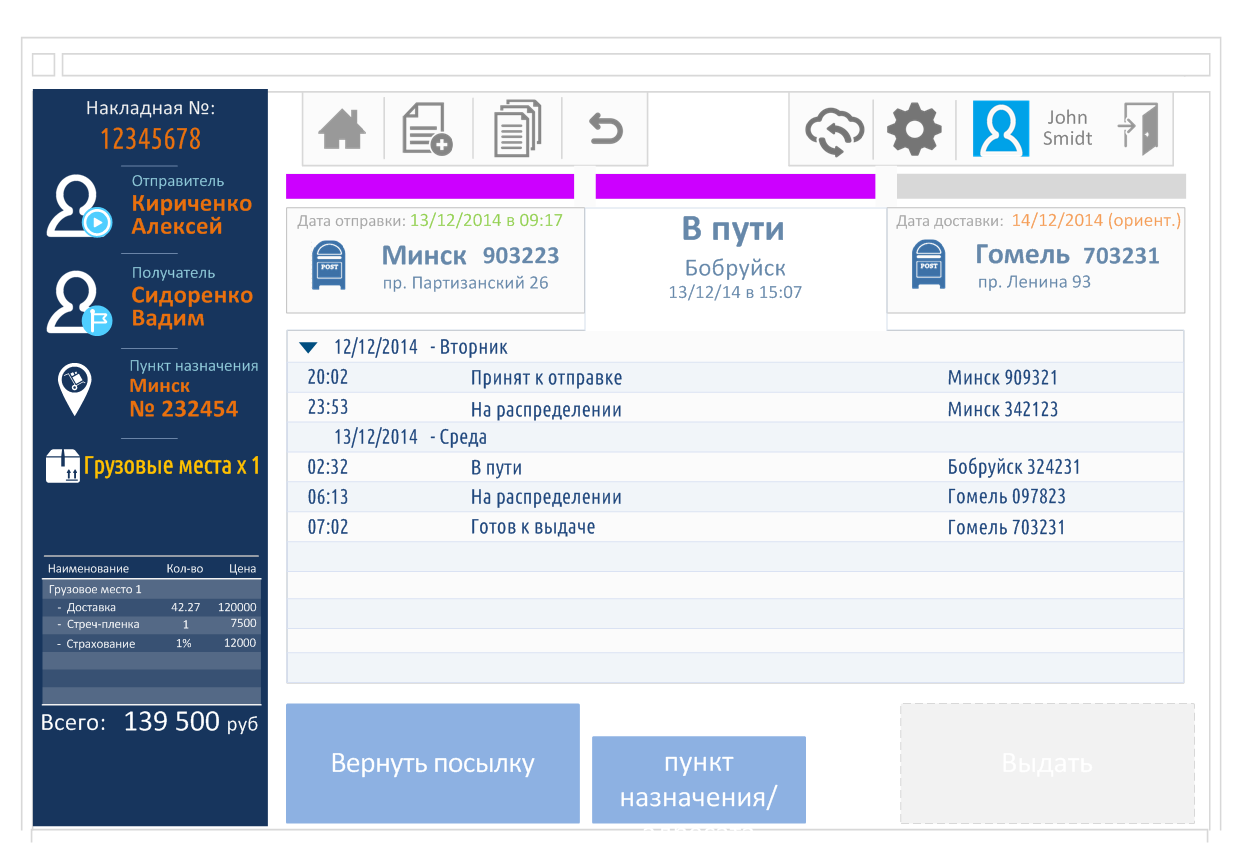 Накладная №:
12345678
Отправитель
Кириченко
Алексей
Получатель
Сидоренко
Вадим
Пункт назначения
Минск
№ 232454
Грузовые места x 1
Наименование Кол-во Цена
Грузовое место 1
- Доставка 42.27 120000
- Стреч-пленка 1 7500
- Страхование 1% 12000
Всего: 139 500 руб
John
Smidt
Дата отправки: 13/12/2014 в 09:17
POST
Минск 903223
пр. Партизанский 26
В пути
Бобруйск
13/12/14 в 15:07
Дата доставки: 14/12/2014 (ориент.)
POST
Гомель 703231
пр. Ленина 93
12/12/2014 - Вторник
20:02 Принят к отправке Минск 909321
23:53 На распределении Минск 342123
13/12/2014 - Среда
02:32 В пути Бобруйск 324231
06:13 На распределении Гомель 097823
07:02 Готов к выдаче Гомель 703231
Вернуть посылку
пункт
назначения/
Выдать